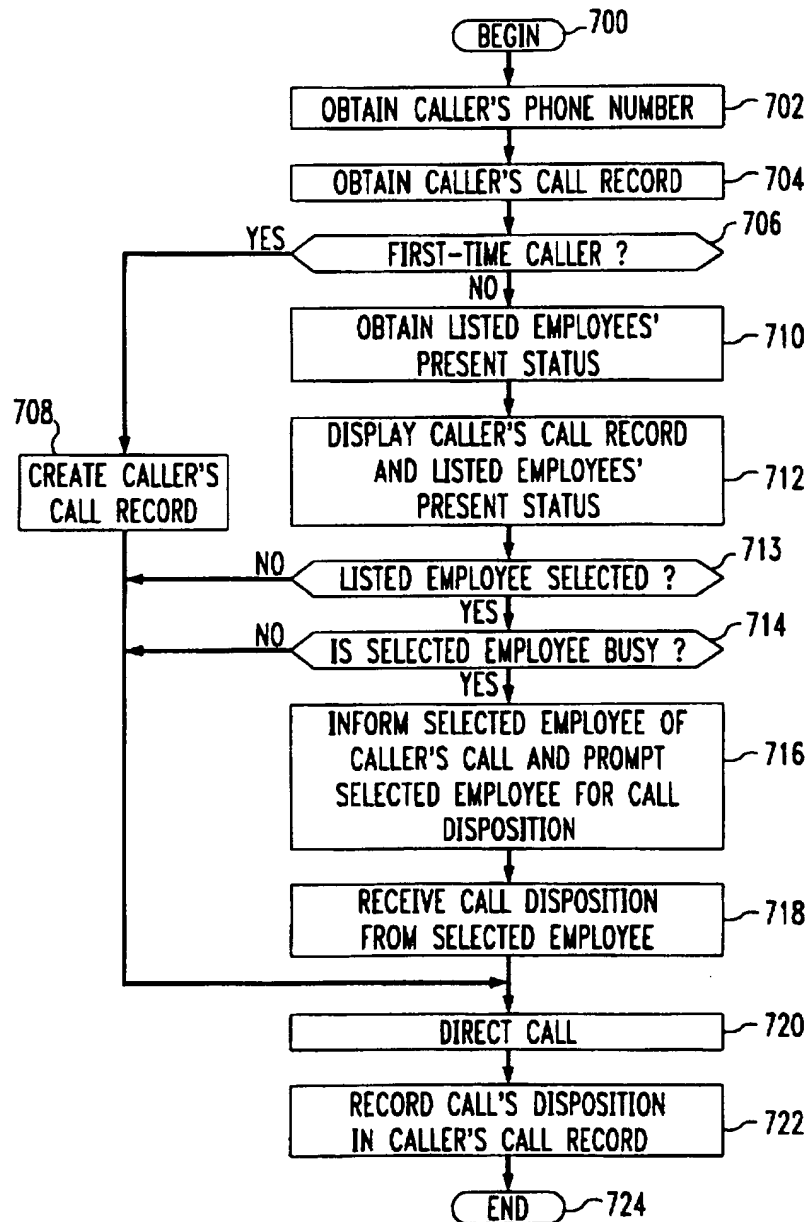 BEGIN
700
OBTAIN CALLER'S PHONE NUMBER
702
OBTAIN CALLER'S CALL RECORD
704
706
YES
FIRST-TIME CALLER ?
NO
OBTAIN LISTED EMPLOYEES'
PRESENT STATUS
710
708
CREATE CALLER'S
CALL RECORD
DISPLAY CALLER'S CALL RECORD
AND LISTED EMPLOYEES'
PRESENT STATUS
712
713
NO
LISTED EMPLOYEE SELECTED ?
YES
714
NO
IS SELECTED EMPLOYEE BUSY ?
YES
INFORM SELECTED EMPLOYEE OF
CALLER'S CALL AND PROMPT
SELECTED EMPLOYEE FOR CALL
DISPOSITION
716
RECEIVE CALL DISPOSITION
FROM SELECTED EMPLOYEE
718
DIRECT CALL
720
RECORD CALL'S DISPOSITION
IN CALLER'S CALL RECORD
722
END
724